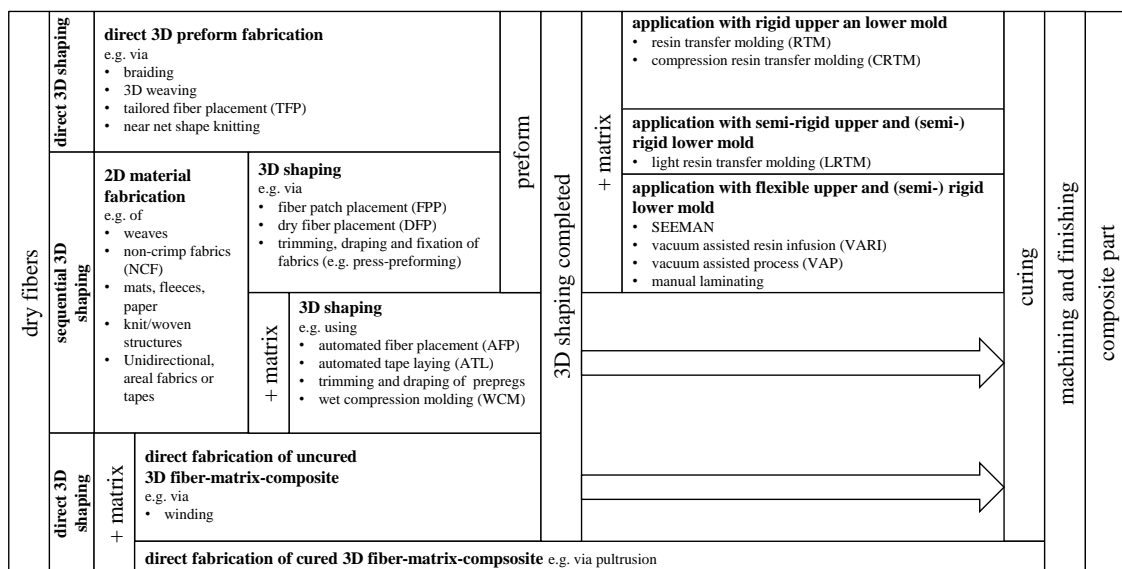 dry fibers
direct 3D shaping
direct 3D preform fabrication
e.g. via
• braiding
• 3D weaving
• tailored fiber placement (TFP)
• near net shape knitting
sequential 3D
shaping
2D material
fabrication
e.g. of
• weaves
• non-crimp fabrics
(NCF)
• mats, fleeces,
paper
• knit/woven
structures
• Unidirectional,
areal fabrics or
tapes
3D shaping
e.g. via
• fiber patch placement (FPP)
• dry fiber placement (DFP)
• trimming, draping and fixation of
fabrics (e.g. press-preforming)
+ matrix
3D shaping
e.g. using
• automated fiber placement (AFP)
• automated tape laying (ATL)
• trimming and draping of prepregs
• wet compression molding (WCM)
direct 3D
shaping
+ matrix
direct fabrication of uncured
3D fiber-matrix-composite
e.g. via
• winding
direct fabrication of cured 3D fiber-matrix-compsosite e.g. via pultrusion
preform
3D shaping completed
+ matrix
application with rigid upper an lower mold
• resin transfer molding (RTM)
• compression resin transfer molding (CRTM)
application with semi-rigid upper and (semi-)
rigid lower mold
• light resin transfer molding (LRTM)
application with flexible upper and (semi-) rigid
lower mold
• SEEMAN
• vacuum assisted resin infusion (VARI)
• vacuum assisted process (VAP)
• manual laminating
curing
machining and finishing
composite part